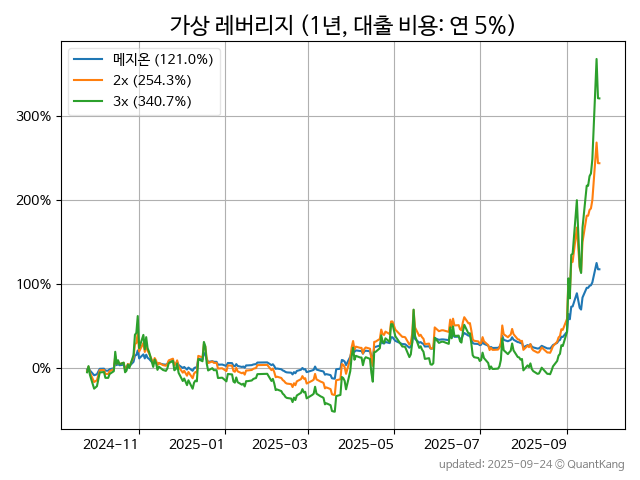 가상 레버리지 (1년, 대출 비용: 연 5%)
메지온 (121.0%)
2x (254.3%)
3x (340.7%)
300%
200%
100%
0%
2024-11
2025-01
2025-03
2025-05
2025-07
2025-09
updated: 2025-09-24 © QuantKang